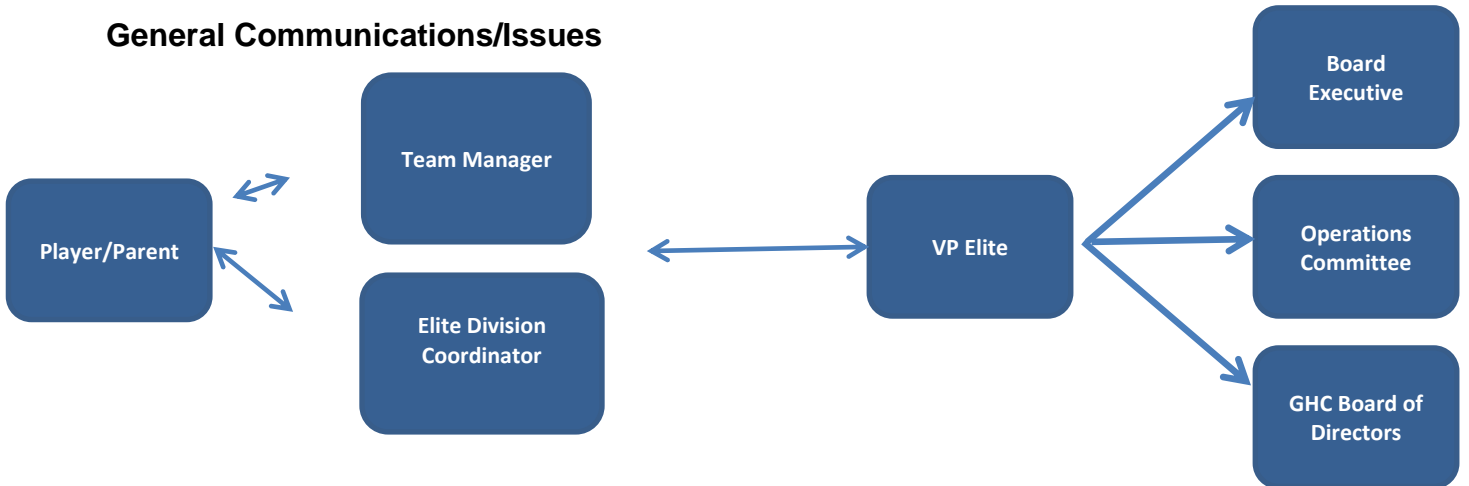 General Communications/Issues
Player/Parent
Team Manager
Elite Division
Coordinator
VP Elite
Board
Executive
Operations
Committee
GHC Board of
Directors